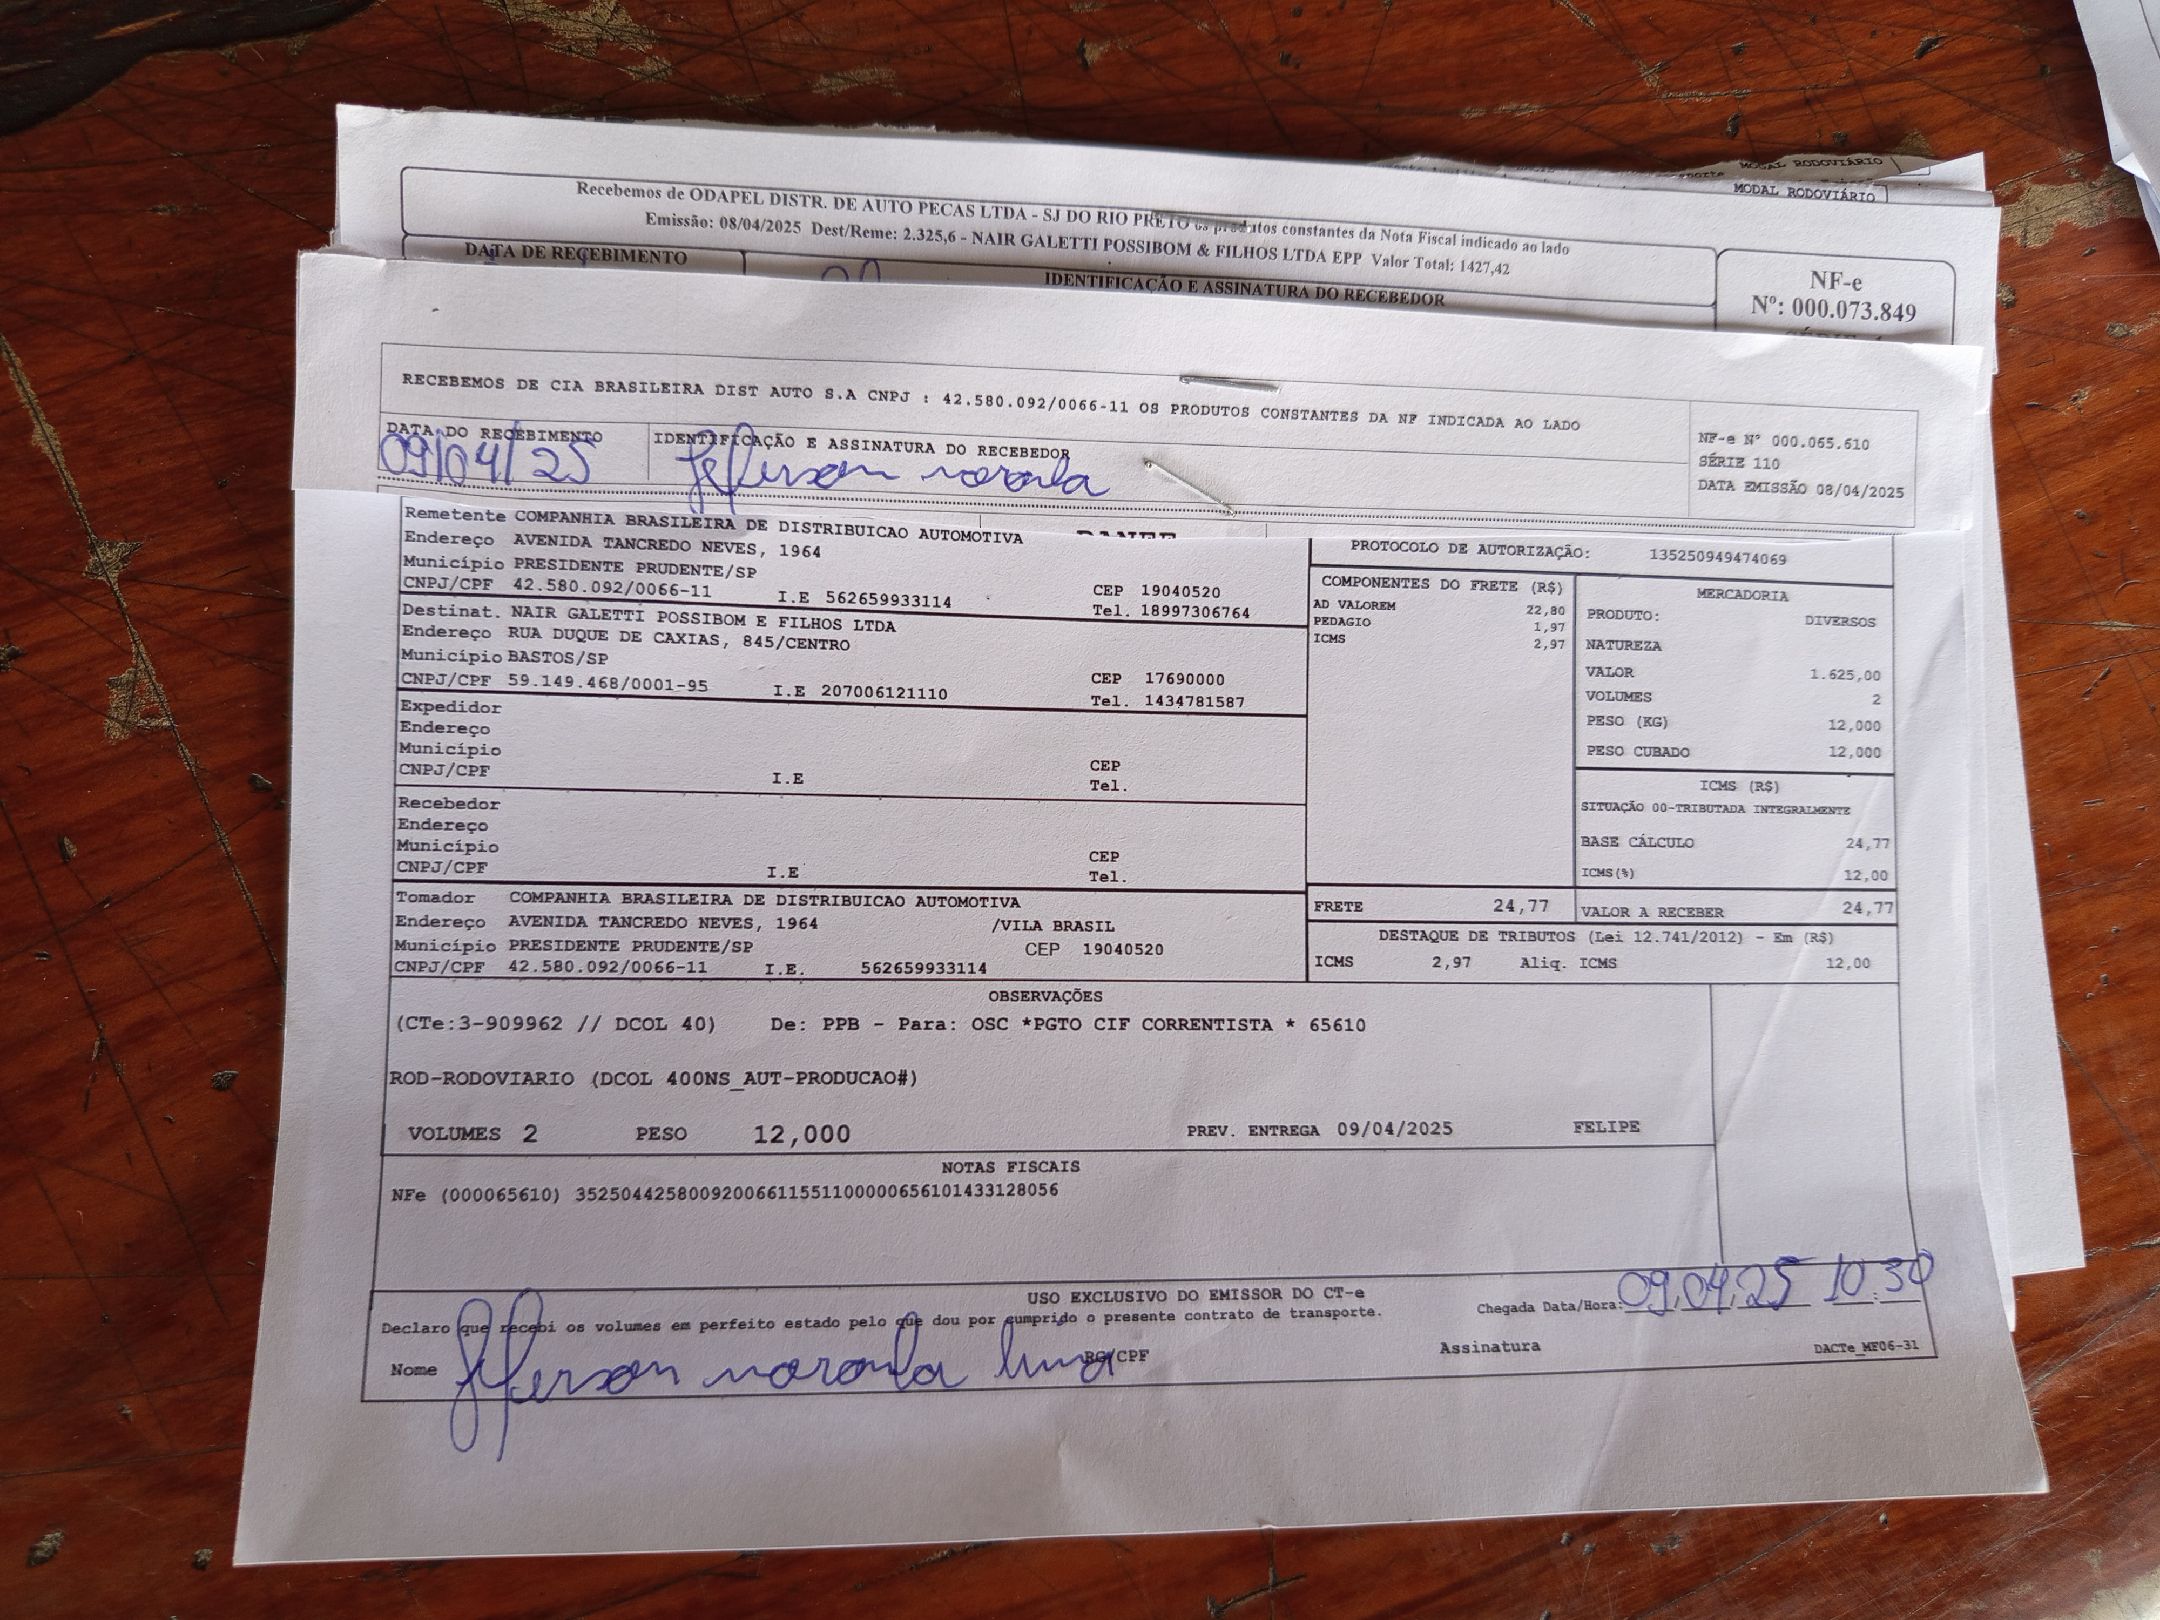 MODAL RODOVIÁRIO
MODAL RODOVIÁRIO
Recebemos de ODAPEL DISTR. DE AUTO PECAS LTDA - SJ DO RIO PRETO os produtos constantes da Nota Fiscal indicado ao lado
Emissão: 08/04/2025 Dest/Reme: 2.325,6 - NAIR GALETTI POSSIBOM & FILHOS LTDA EPP Valor Total: 1427,42
DATA DE RECEBIMENTO
IDENTIFICAÇÃO E ASSINATURA DO RECEBEDOR
NF-e
Nº: 000.073.849
RECEBEMOS DE CIA BRASILEIRA DIST AUTO S.A CNPJ : 42.580.092/0066-11 OS PRODUTOS CONSTANTES DA NF INDICADA AO LADO
DATA DO RECEBIMENTO
09/04/25
IDENTIFICAÇÃO E ASSINATURA DO RECEBEDOR
Jeferson
NF-e N° 000.065.610
SÉRIE 110
DATA EMISSÃO 08/04/2025
Remetente COMPANHIA BRASILEIRA DE DISTRIBUICAO AUTOMOTIVA
Endereço AVENIDA TANCREDO NEVES, 1964
Município PRESIDENTE PRUDENTE/SP
CNPJ/CPF 42.580.092/0066-11 I.E 562659933114
CEP 19040520
Tel. 18997306764
Destinat. NAIR GALETTI POSSIBOM E FILHOS LTDA
Endereço RUA DUQUE DE CAXIAS, 845/CENTRO
Município BASTOS/SP
CNPJ/CPF 59.149.468/0001-95 I.E 207006121110
CEP 17690000
Tel. 1434781587
Expedidor
Endereço
Município
CNPJ/CPF I.E
CEP
Tel.
Recebedor
Endereço
Município
CNPJ/CPF I.E
CEP
Tel.
Tomador COMPANHIA BRASILEIRA DE DISTRIBUICAO AUTOMOTIVA
Endereço AVENIDA TANCREDO NEVES, 1964 /VILA BRASIL
Município PRESIDENTE PRUDENTE/SP CEP 19040520
CNPJ/CPF 42.580.092/0066-11 I.E. 562659933114
PROTOCOLO DE AUTORIZAÇÃO: 135250949474069
COMPONENTES DO FRETE (R$)
AD VALOREM 22,80
PEDAGIO 1,97
ICMS 2,97
MERCADORIA
PRODUTO: DIVERSOS
NATUREZA
VALOR 1.625,00
VOLUMES 2
PESO (KG) 12,000
PESO CUBADO 12,000
ICMS (R$)
SITUAÇÃO 00-TRIBUTADA INTEGRALMENTE
BASE CÁLCULO 24,77
ICMS(%) 12,00
FRETE 24,77
VALOR A RECEBER 24,77
DESTAQUE DE TRIBUTOS (Lei 12.741/2012) - Em (R$)
ICMS 2,97 Aliq. ICMS 12,00
OBSERVAÇÕES
(CTe:3-909962 // DCOL 40) De: PPB - Para: OSC *PGTO CIF CORRENTISTA * 65610
ROD-RODOVIARIO (DCOL 400NS_AUT-PRODUCAO#)
VOLUMES 2 PESO 12,000 PREV. ENTREGA 09/04/2025 FELIPE
NOTAS FISCAIS
NFe (000065610) 35250442580092006611551100000656101433128056
USO EXCLUSIVO DO EMISSOR DO CT-e
Declaro que recebi os volumes em perfeito estado pelo que dou por cumprido o presente contrato de transporte.
Chegada Data/Hora: 09.04.25 10:30
Nome Jeferson
RG/CPF
Assinatura
DACTe_MF06-31